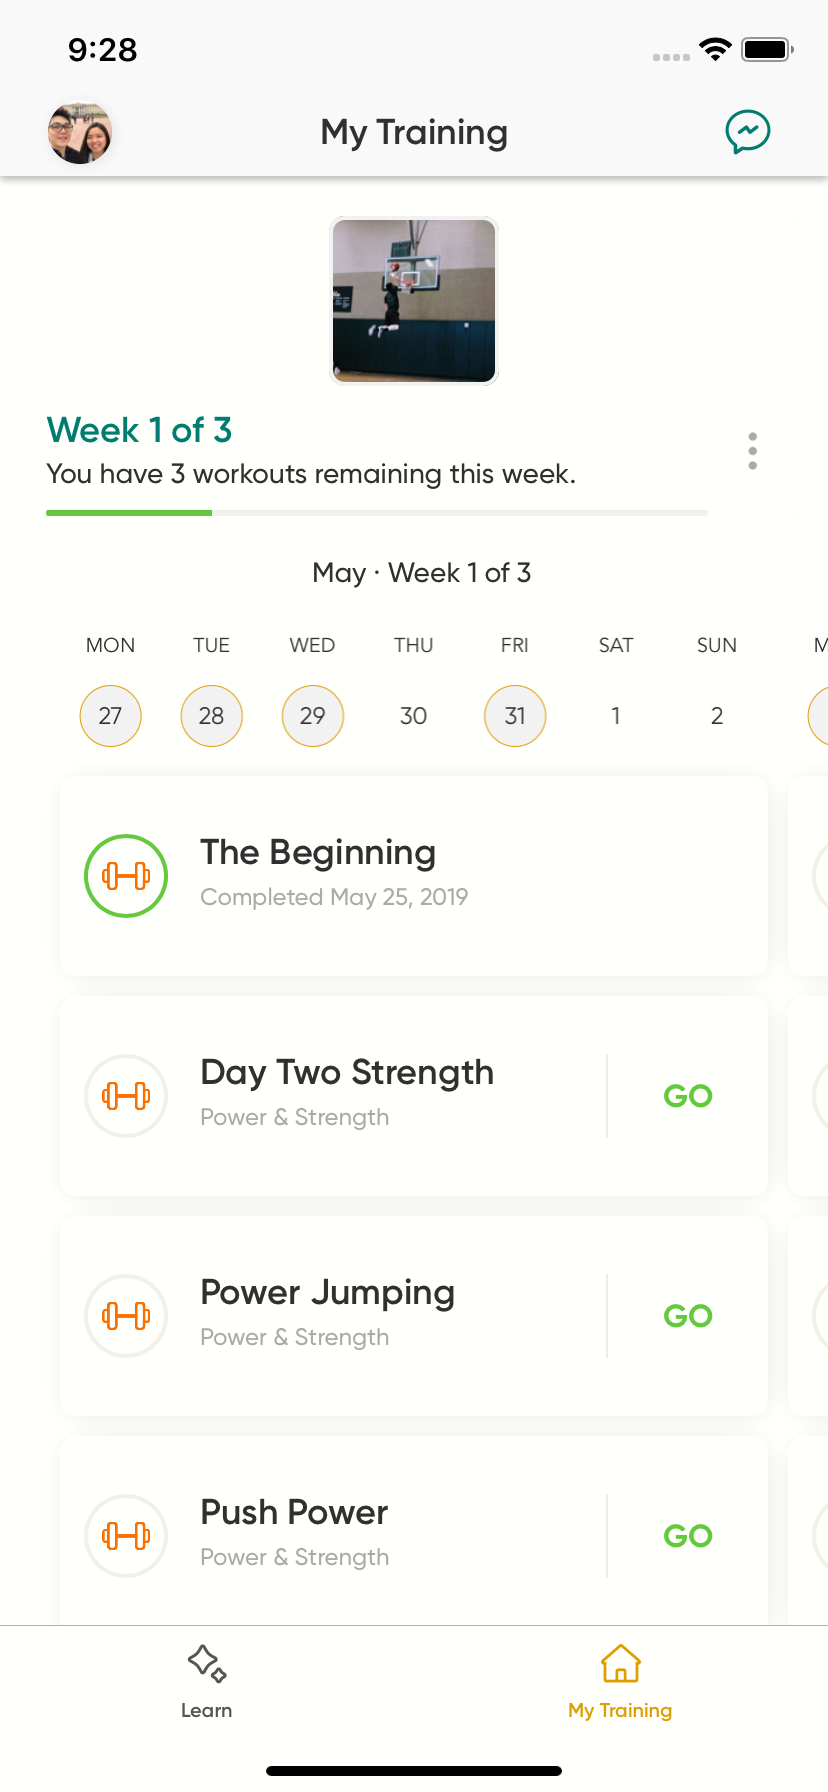 9:28
My Training
Week 1 of 3
You have 3 workouts remaining this week.
May · Week 1 of 3
MON TUE WED THU FRI SAT SUN M
27 28 29 30 31 1 2
The Beginning
Completed May 25, 2019
Day Two Strength
Power & Strength
GO
Power Jumping
Power & Strength
GO
Push Power
Power & Strength
GO
Learn
My Training